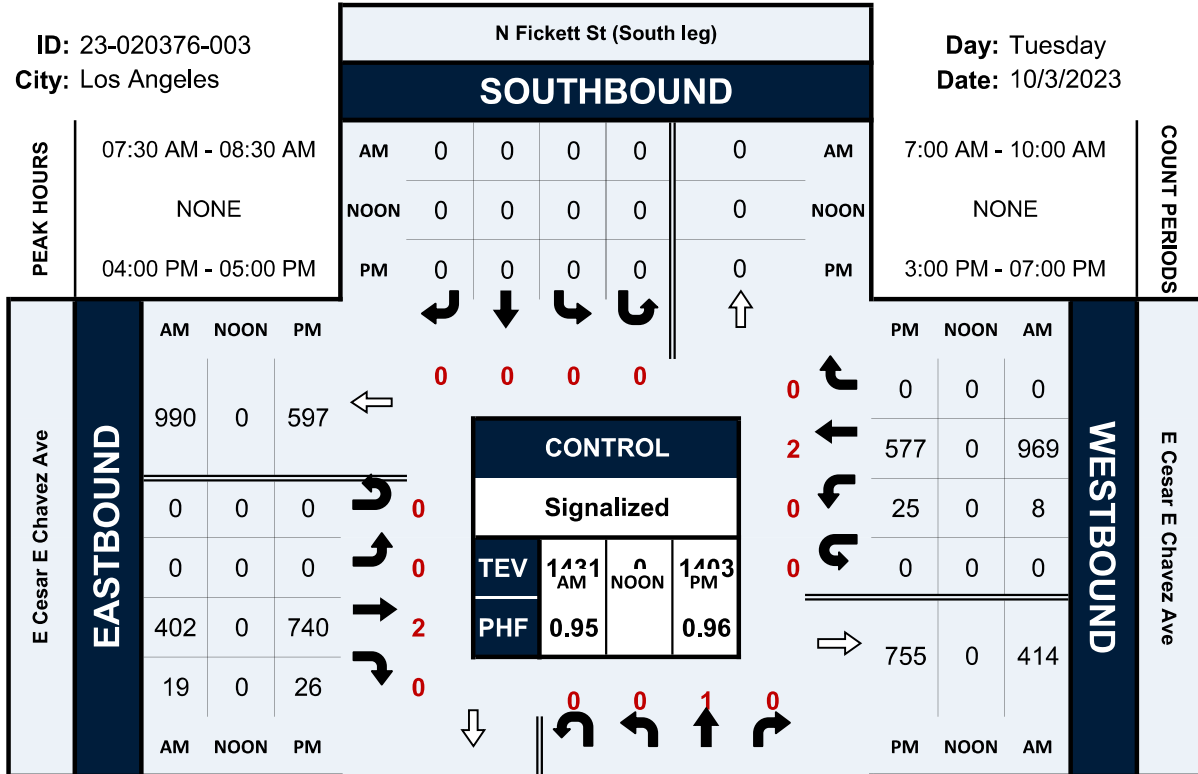 ID: 23-020376-003
City: Los Angeles
N Fickett St (South leg)
SOUTHBOUND
Day: Tuesday
Date: 10/3/2023
PEAK HOURS
07:30 AM - 08:30 AM
NONE
04:00 PM - 05:00 PM
AM 0 0 0 0 0 AM
NOON 0 0 0 0 0 NOON
PM 0 0 0 0 0 PM
7:00 AM - 10:00 AM
NONE
3:00 PM - 07:00 PM
COUNT PERIODS
0 0 0 0
E Cesar E Chavez Ave
EASTBOUND
AM NOON PM
990 0 597
0 0 0 0
0 0 0 0
402 0 740 2
19 0 26 0
AM NOON PM
CONTROL
Signalized
TEV 1431 0 1403
AM NOON PM
PHF 0.95 0.96
PM NOON AM
0 0 0 0
2 577 0 969
0 25 0 8
0 0 0 0
755 0 414
PM NOON AM
WESTBOUND
E Cesar E Chavez Ave
0 0 1 0